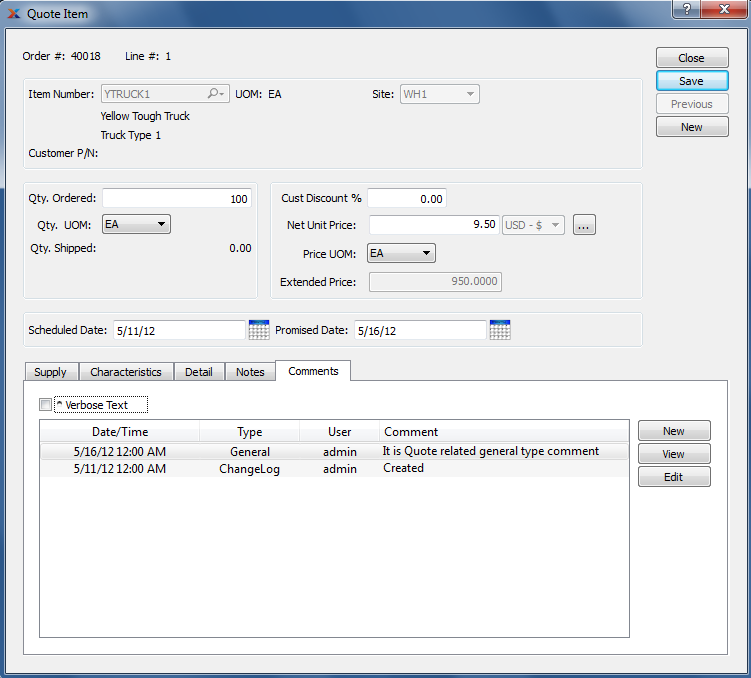 Quote Item
?
Order #: 40018 Line #: 1
Close
Save
Previous
New
Item Number: YTRUCK1 UOM: EA Site: WH1
Yellow Tough Truck
Truck Type 1
Customer P/N:
Qty. Ordered: 100
Qty. UOM: EA
Qty. Shipped: 0.00
Cust Discount % 0.00
Net Unit Price: 9.50 USD - $ ...
Price UOM: EA
Extended Price: 950.0000
Scheduled Date: 5/11/12 Promised Date: 5/16/12
Supply Characteristics Detail Notes Comments
^ Verbose Text
Date/Time Type User Comment
5/16/12 12:00 AM General admin It is Quote related general type comment
5/11/12 12:00 AM ChangeLog admin Created
New
View
Edit